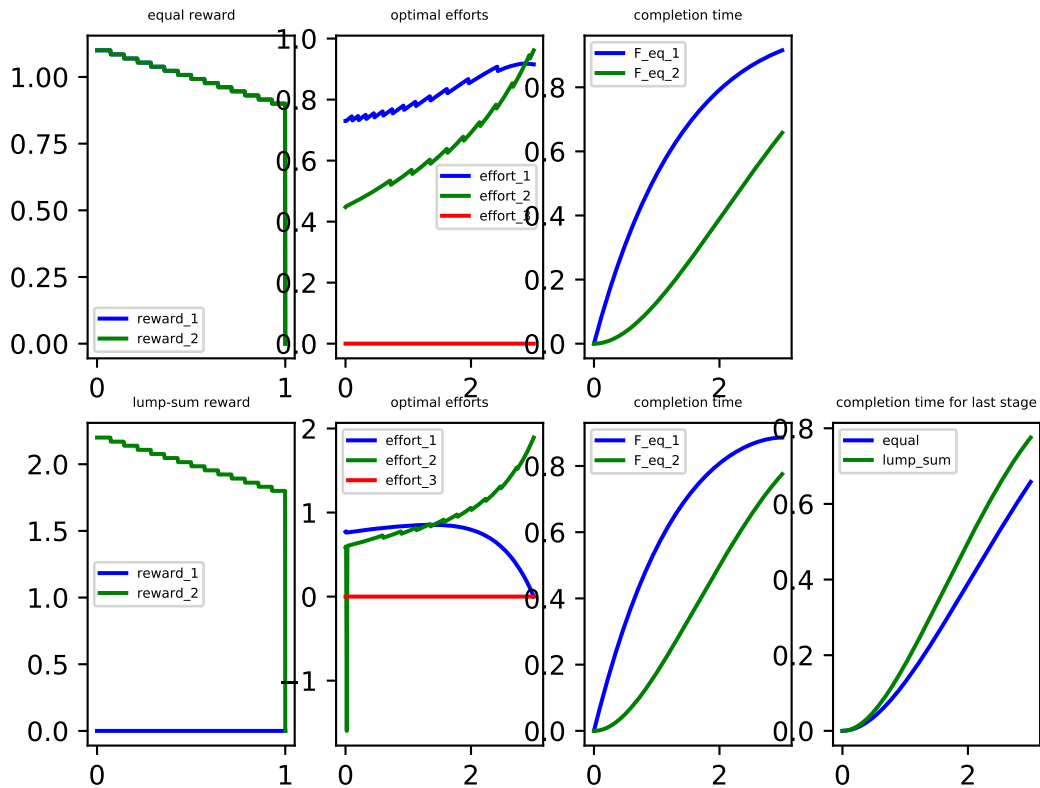 equal reward
optimal efforts
completion time
1.00
0.75
0.50
0.25
0.00
0
1
reward_1
reward_2
1.0
0.8
0.6
0.4
0.2
0.0
0
2
effort_1
effort_2
effort_3
0.8
0.6
0.4
0.2
0.0
0
2
F_eq_1
F_eq_2
lump-sum reward
optimal efforts
completion time
completion time for last stage
2.0
1.5
1.0
0.5
0.0
0
1
reward_1
reward_2
2
1
0
−1
0
2
effort_1
effort_2
effort_3
0.8
0.6
0.4
0.2
0.0
0
2
F_eq_1
F_eq_2
0.8
0.6
0.4
0.2
0.0
0
2
equal
lump_sum